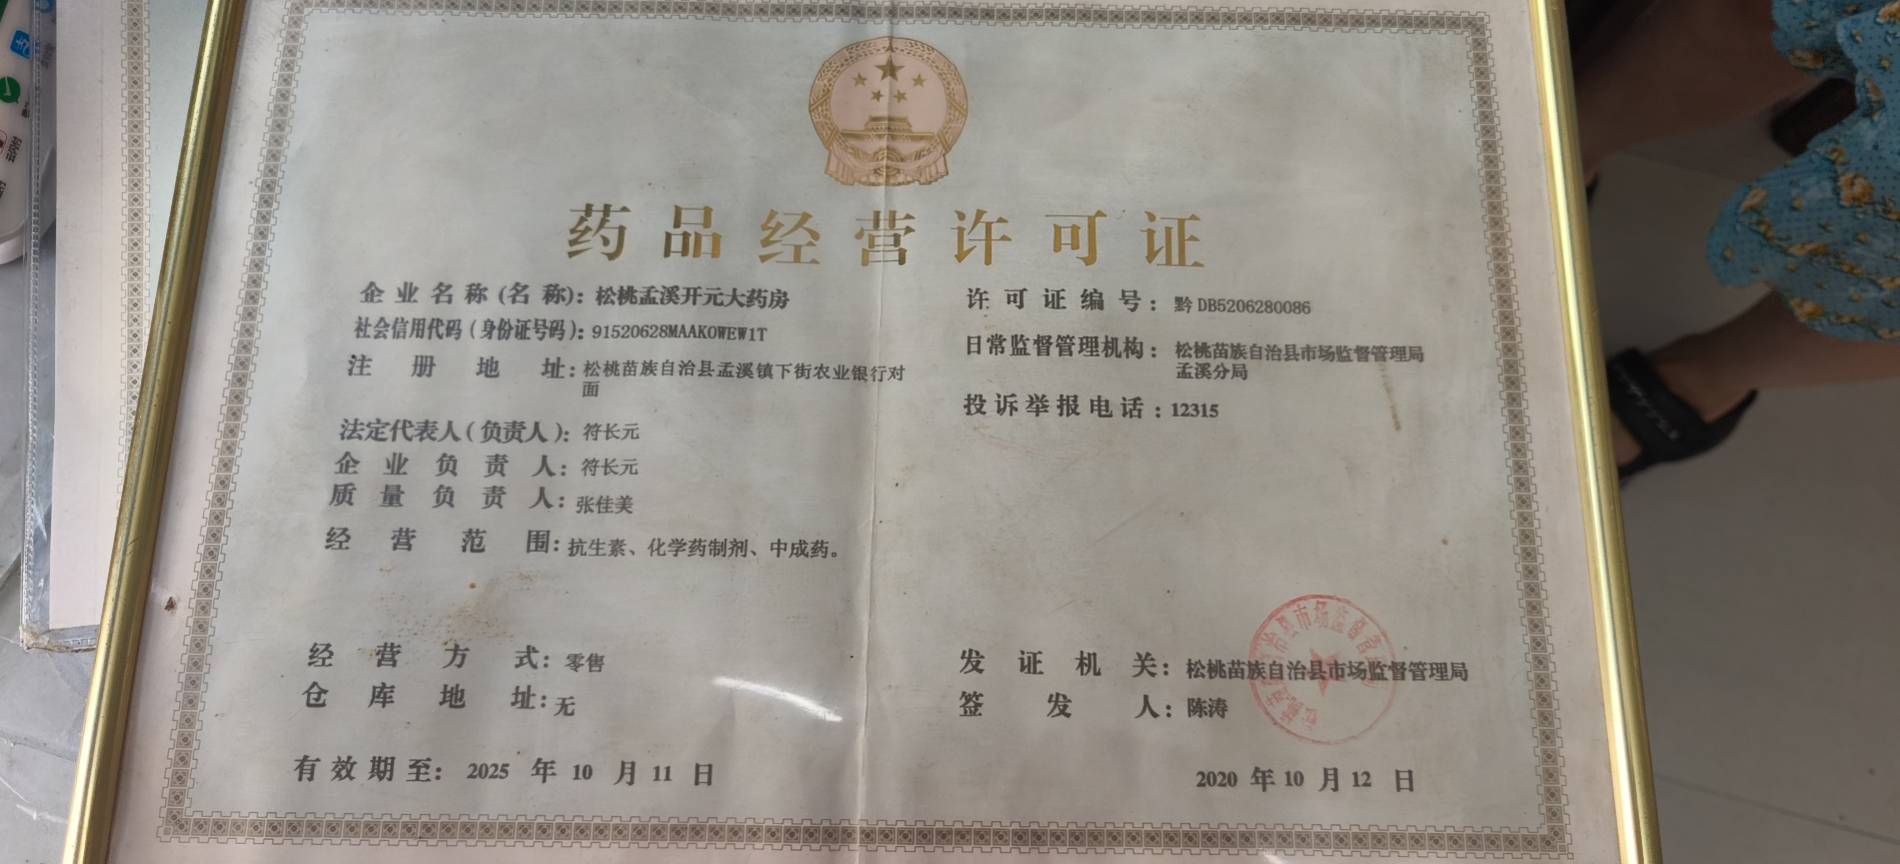 药品经营许可证
企业名称(名称)：松桃孟溪开元大药房
社会信用代码(身份证号码)：91520628MAAK0WEW1T
注册地址：松桃苗族自治县孟溪镇下街农业银行对
面
法定代表人(负责人)：符长元
企业负责人：符长元
质量负责人：张佳美
经营范围：抗生素、化学药制剂、中成药。
经营方式：零售
仓库地址：无
有效期至：2025年10月11日
许可证编号：黔DB5206280086
日常监督管理机构：松桃苗族自治县市场监督管理局
孟溪分局
投诉举报电话：12315
发证机关：松桃苗族自治县市场监督管理局
签发人：陈涛
2020年10月12日